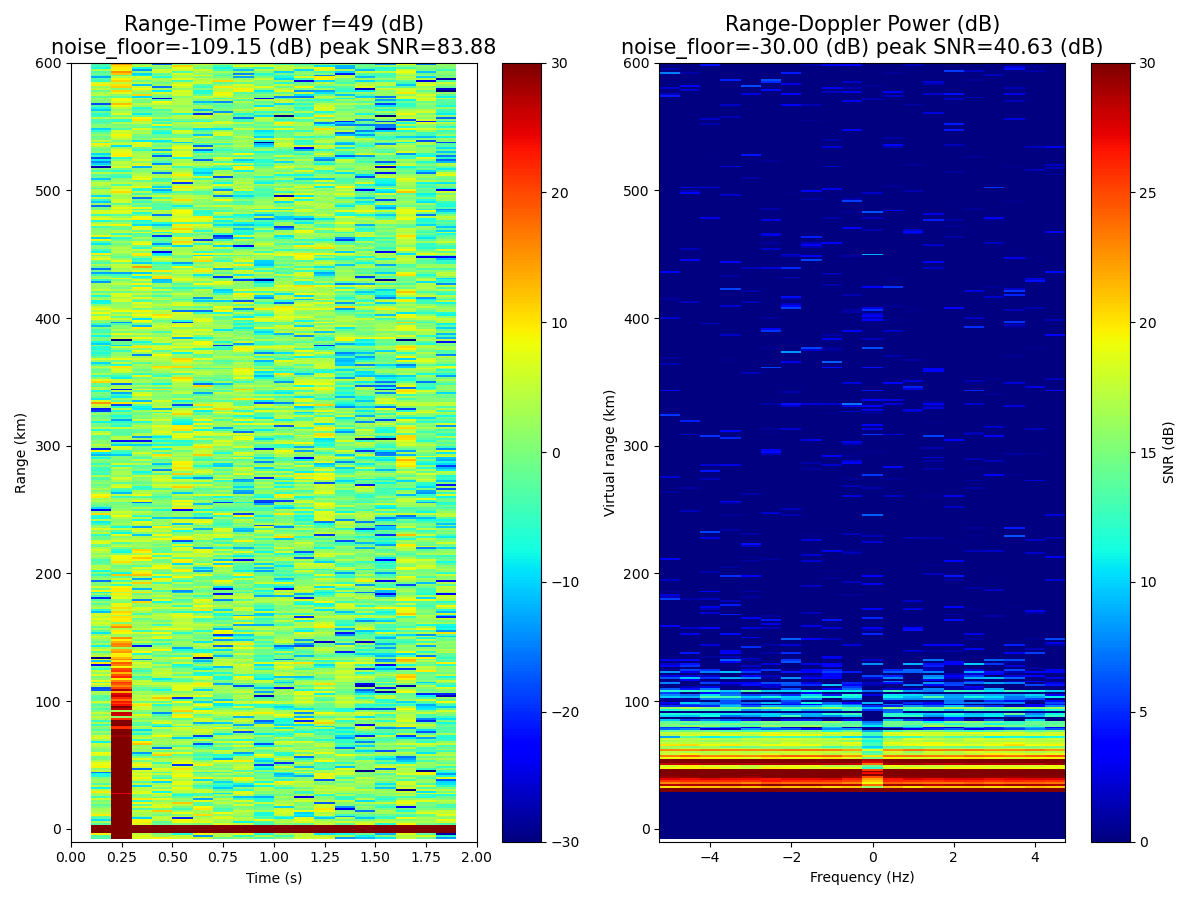 Range-Time Power f=49 (dB)
noise_floor=-109.15 (dB) peak SNR=83.88
Range-Doppler Power (dB)
noise_floor=-30.00 (dB) peak SNR=40.63 (dB)
600
500
400
300
200
100
0
Range (km)
0.00 0.25 0.50 0.75 1.00 1.25 1.50 1.75 2.00
Time (s)
30
20
10
0
−10
−20
−30
600
500
400
300
200
100
0
Virtual range (km)
−4 −2 0 2 4
Frequency (Hz)
30
25
20
15
10
5
0
SNR (dB)